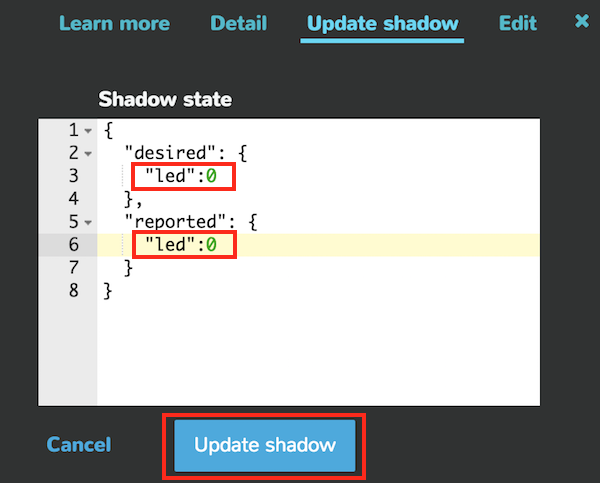 Learn more Detail Update shadow Edit ×
Shadow state
1 {
2 "desired": {
3 "led":0
4 },
5 "reported": {
6 "led":0
7 }
8 }
Cancel Update shadow